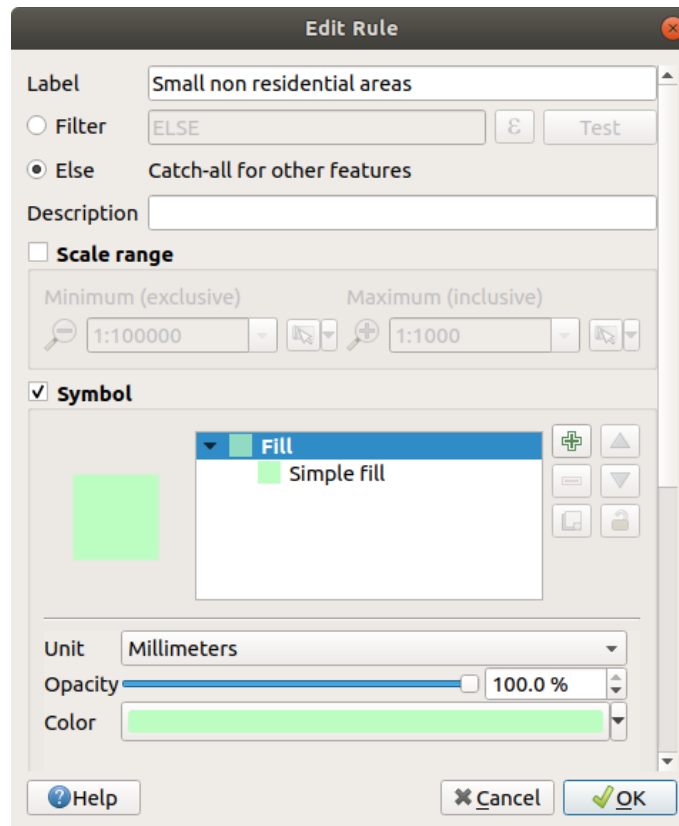 Edit Rule
Label Small non residential areas
Filter ELSE ε Test
Else Catch-all for other features
Description
Scale range
Minimum (exclusive) Maximum (inclusive)
1:100000 1:1000
Symbol
Fill
Simple fill
Unit Millimeters
Opacity 100.0 %
Color
Help Cancel OK